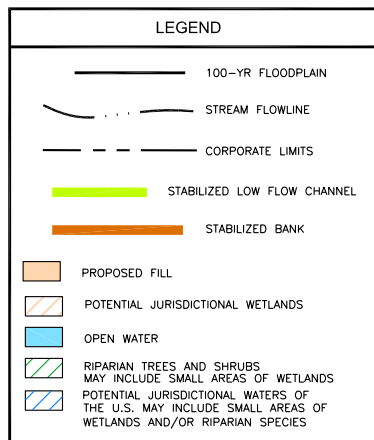 LEGEND
100-YR FLOODPLAIN
STREAM FLOWLINE
CORPORATE LIMITS
STABILIZED LOW FLOW CHANNEL
STABILIZED BANK
PROPOSED FILL
POTENTIAL JURISDICTIONAL WETLANDS
OPEN WATER
RIPARIAN TREES AND SHRUBS
MAY INCLUDE SMALL AREAS OF WETLANDS
POTENTIAL JURISDICTIONAL WATERS OF
THE U.S. MAY INCLUDE SMALL AREAS OF
WETLANDS AND/OR RIPARIAN SPECIES